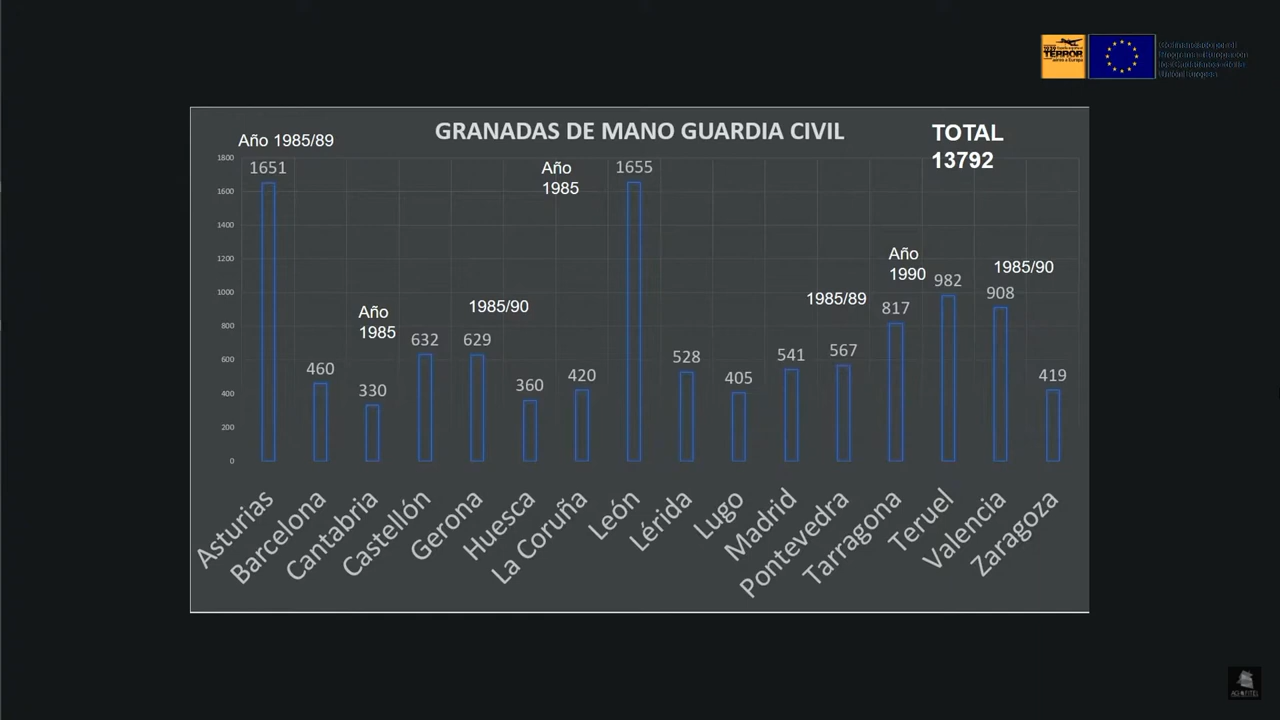 TERROR
GRANADAS DE MANO GUARDIA CIVIL
TOTAL
13792
Año 1985/89
Año
1985
Año
1985
1985/90
1985/89
Año
1990
1985/90
1800
1600
1400
1200
1000
800
600
400
200
0
1651
460
330
632
629
360
420
1655
528
405
541
567
817
982
908
419
Asturias
Barcelona
Cantabria
Castellón
Gerona
Huesca
La Coruña
León
Lérida
Lugo
Madrid
Pontevedra
Tarragona
Teruel
Valencia
Zaragoza